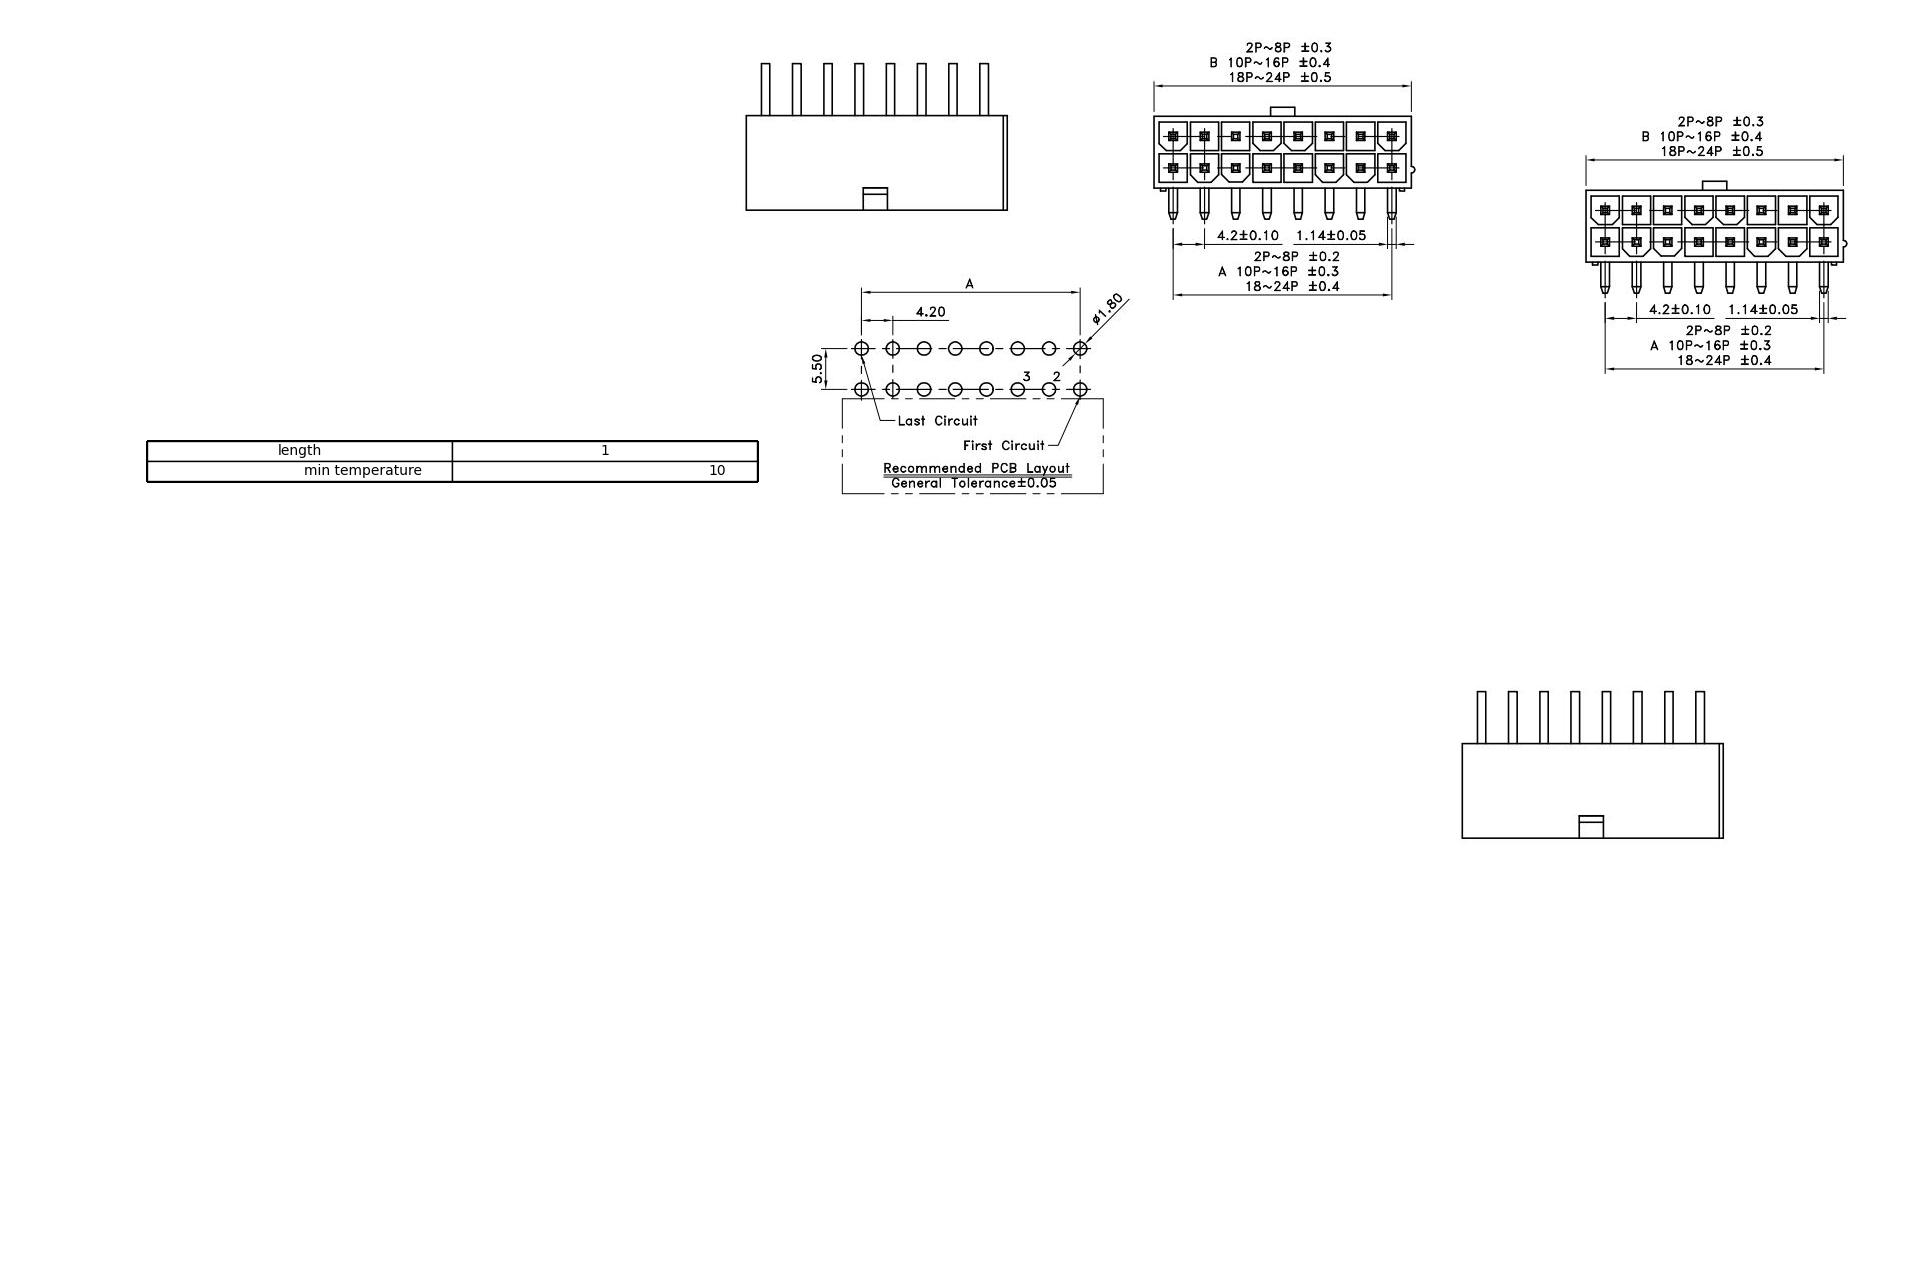 2P~8P ±0.3
B 10P~16P ±0.4
18P~24P ±0.5
4.2±0.10 1.14±0.05
2P~8P ±0.2
A 10P~16P ±0.3
18~24P ±0.4
2P~8P ±0.3
B 10P~16P ±0.4
18P~24P ±0.5
4.2±0.10 1.14±0.05
2P~8P ±0.2
A 10P~16P ±0.3
18~24P ±0.4
A
4.20
ø1.80
5.50
3 2
Last Circuit
First Circuit
Recommended PCB Layout
General Tolerance±0.05
length 1
min temperature 10